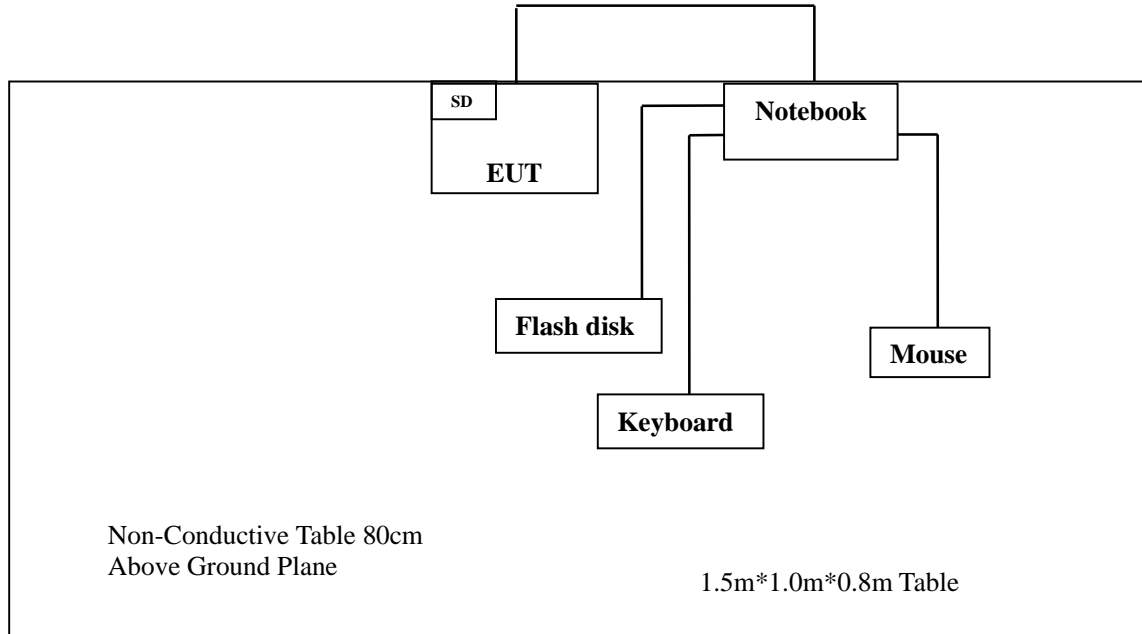 SD
Notebook
EUT
Flash disk
Mouse
Keyboard
Non-Conductive Table 80cm
Above Ground Plane
1.5m*1.0m*0.8m Table